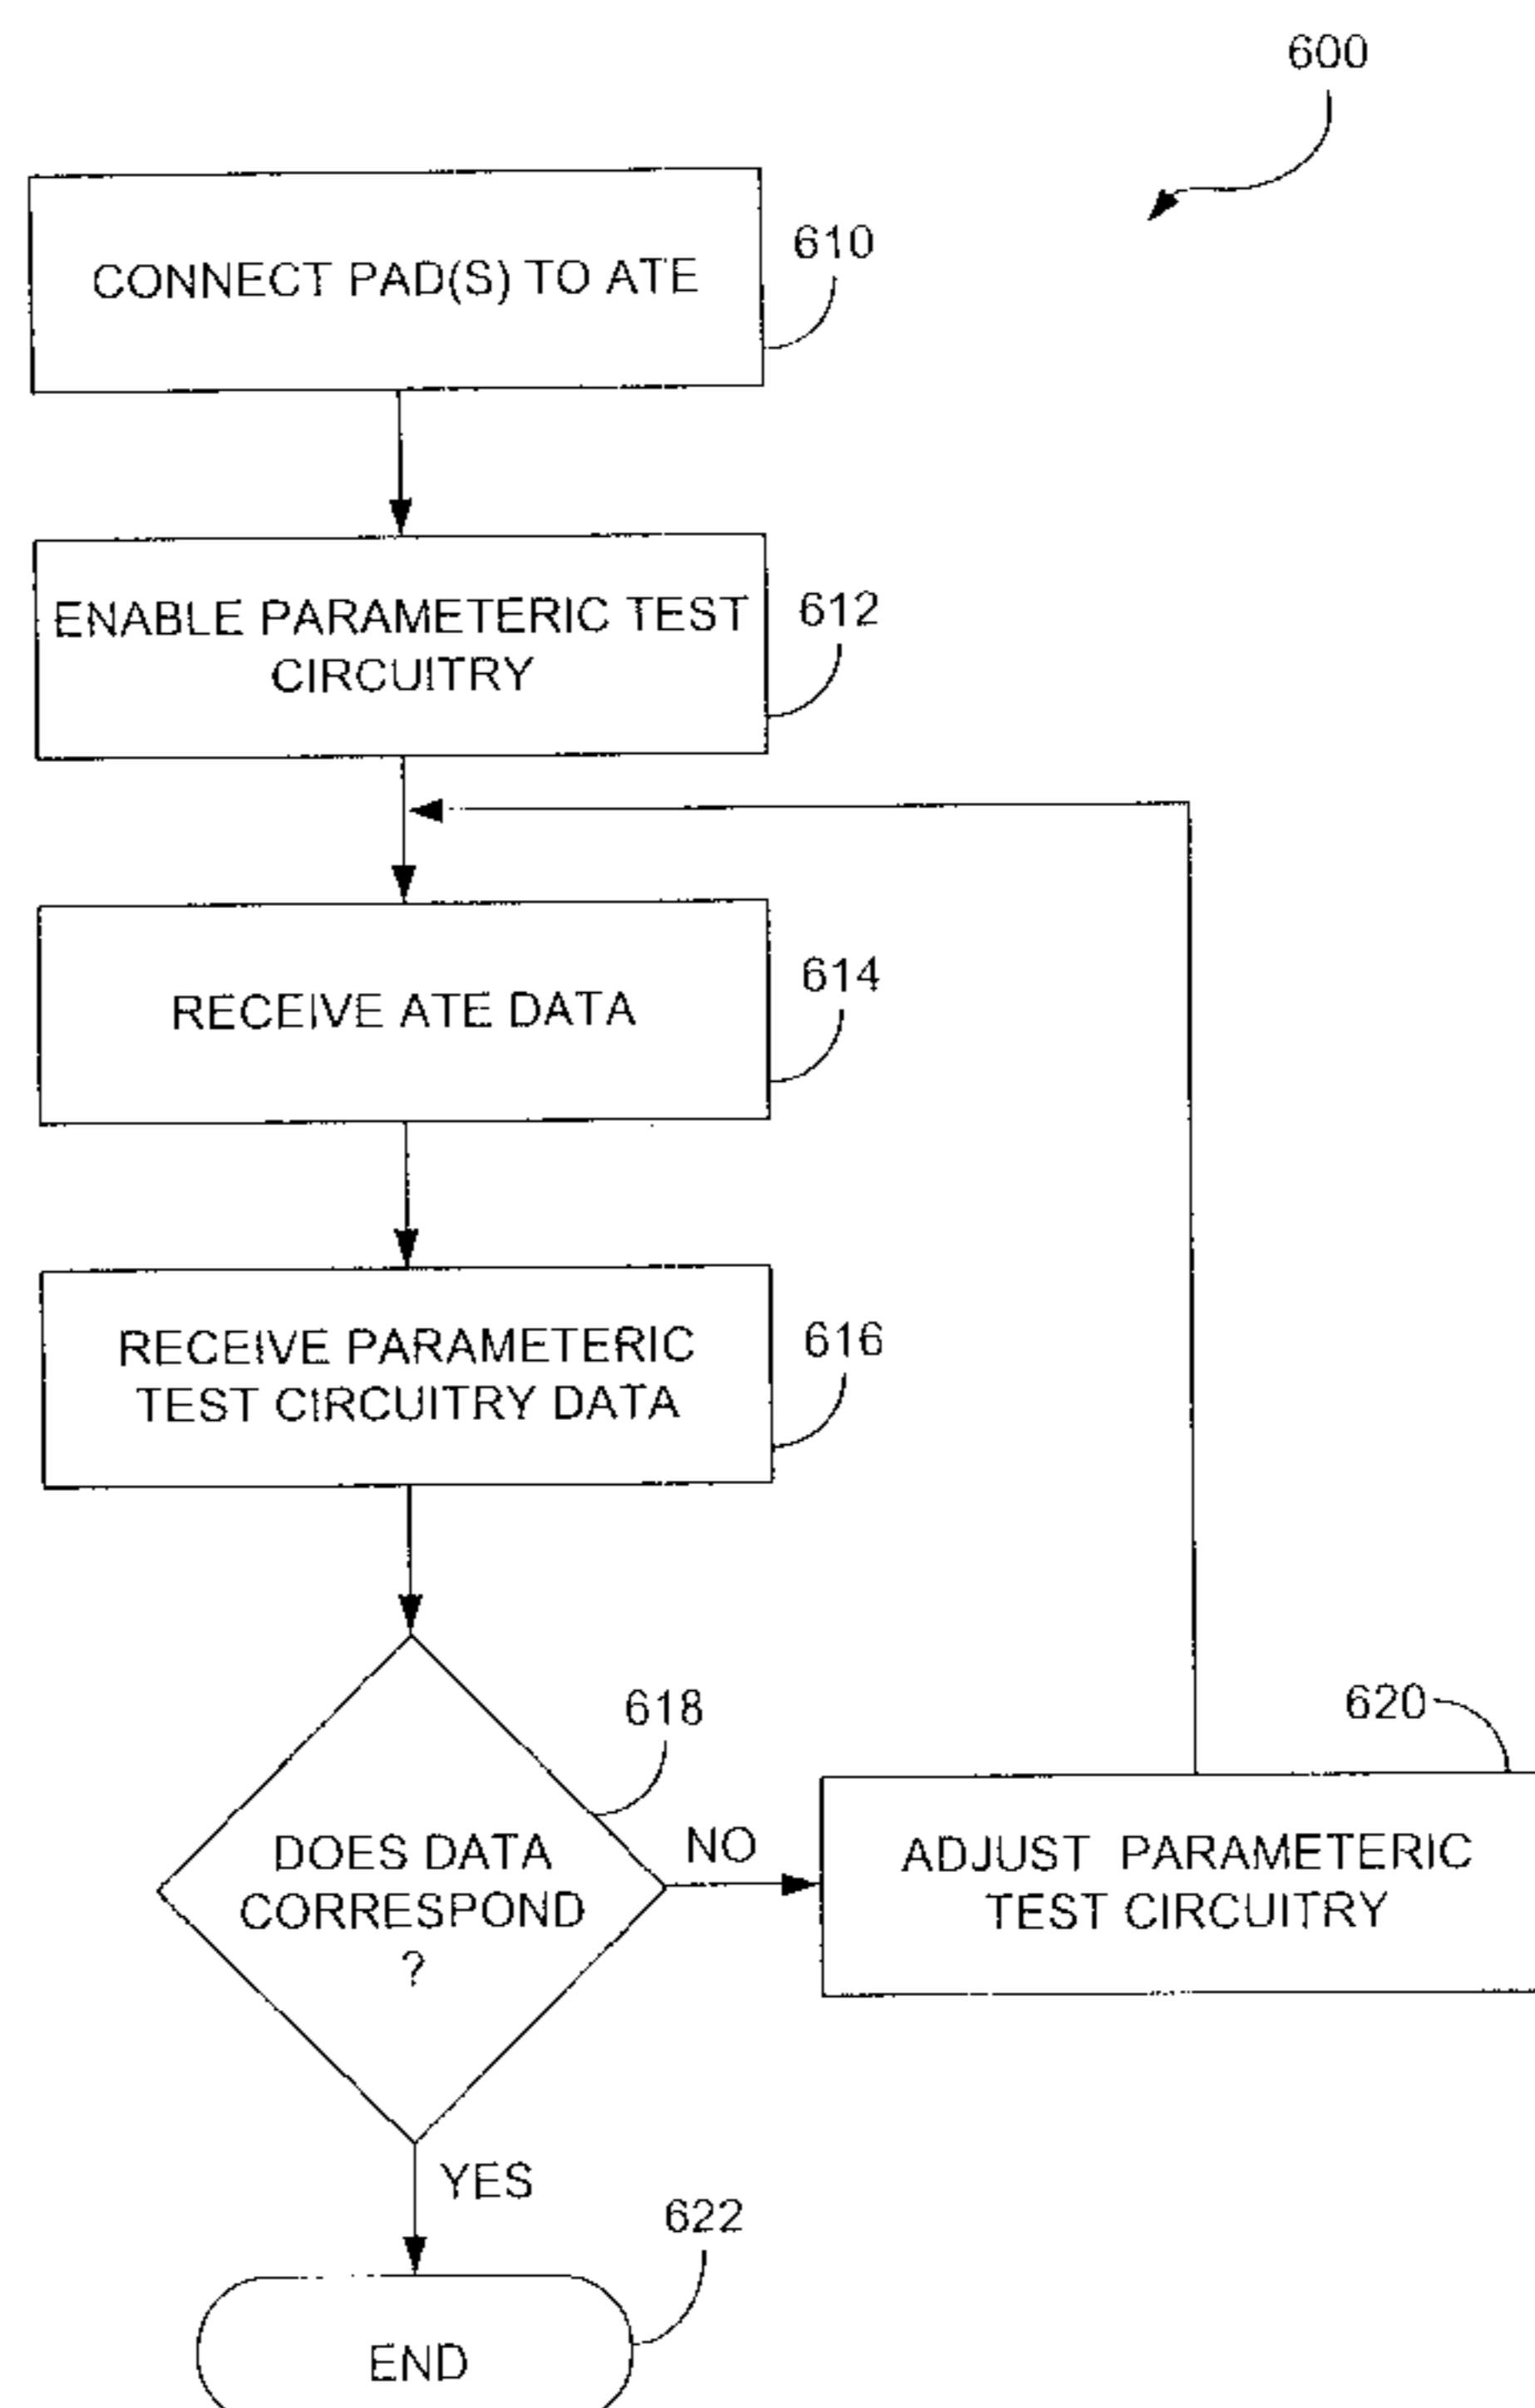 600
610
CONNECT PAD(S) TO ATE
ENABLE PARAMETERIC TEST
CIRCUITRY
612
RECEIVE ATE DATA
614
RECEIVE PARAMETERIC
TEST CIRCUITRY DATA
616
618
DOES DATA
CORRESPOND
?
NO
620
ADJUST PARAMETERIC
TEST CIRCUITRY
YES
622
END